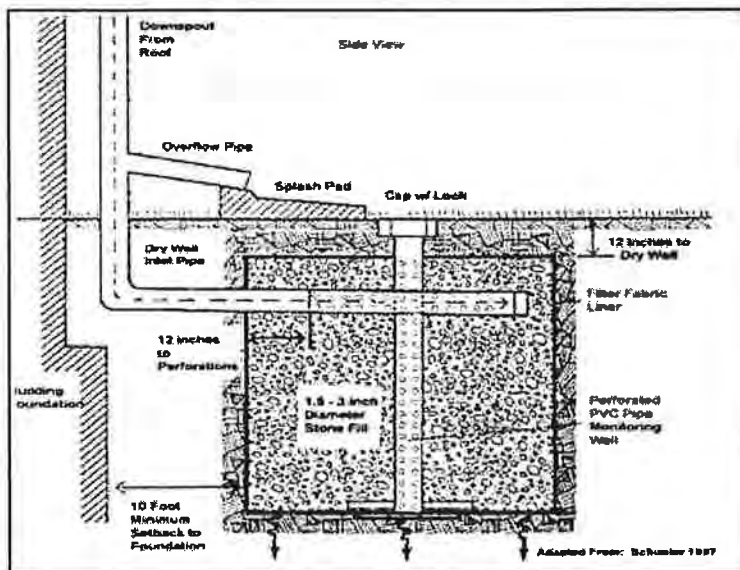 Downspout
From
Roof
Side View
Overflow Pipe
Splash Pad
Cap w/ Lock
Dry Well
Inlet Pipe
12 Inches to
Dry Well
Filter Fabric
Liner
12 inches
to
Perforations
1.5 - 3 inch
Diameter
Stone Fill
uilding
oundation
Perforated
PVC Pipe
Monitoring
Well
10 Foot
Minimum
Setback to
Foundation
Adapted From: Schueler 1987